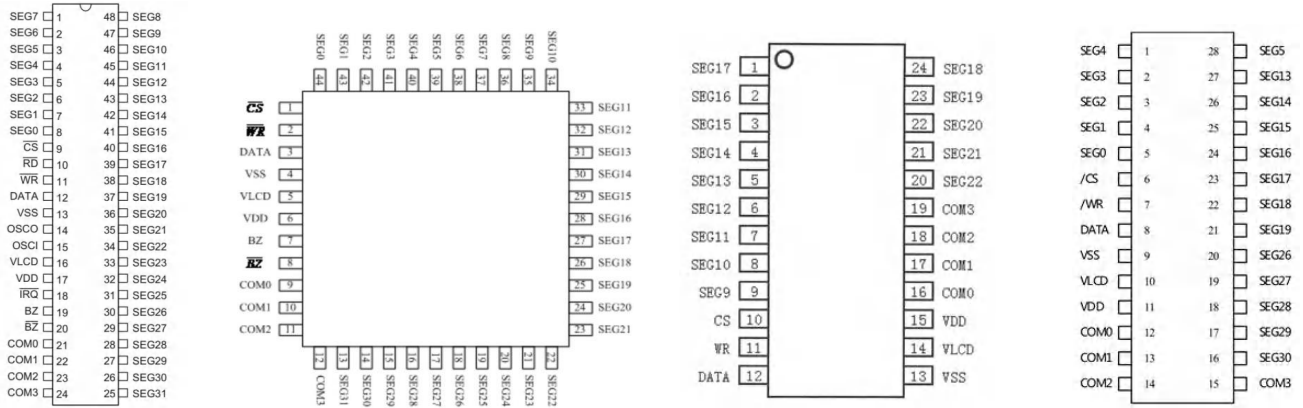 SEG7 1 48 SEG8
SEG6 2 47 SEG9
SEG5 3 46 SEG10
SEG4 4 45 SEG11
SEG3 5 44 SEG12
SEG2 6 43 SEG13
SEG1 7 42 SEG14
SEG0 8 41 SEG15
CS 9 40 SEG16
RD 10 39 SEG17
WR 11 38 SEG18
DATA 12 37 SEG19
VSS 13 36 SEG20
OSCO 14 35 SEG21
OSCI 15 34 SEG22
VLCD 16 33 SEG23
VDD 17 32 SEG24
IRQ 18 31 SEG25
BZ 19 30 SEG26
BZ 20 29 SEG27
COM0 21 28 SEG28
COM1 22 27 SEG29
COM2 23 26 SEG30
COM3 24 25 SEG31
SEG0 SEG1 SEG2 SEG3 SEG4 SEG5 SEG6 SEG7 SEG8 SEG9 SEG10
44 43 42 41 40 39 38 37 36 35 34
CS 1 33 SEG11
WR 2 32 SEG12
DATA 3 31 SEG13
VSS 4 30 SEG14
VLCD 5 29 SEG15
VDD 6 28 SEG16
BZ 7 27 SEG17
BZ 8 26 SEG18
COM0 9 25 SEG19
COM1 10 24 SEG20
COM2 11 23 SEG21
12 13 14 15 16 17 18 19 20 21 22
COM3 SEG31 SEG30 SEG29 SEG28 SEG27 SEG26 SEG25 SEG24 SEG23 SEG22
SEG17 1 24 SEG18
SEG16 2 23 SEG19
SEG15 3 22 SEG20
SEG14 4 21 SEG21
SEG13 5 20 SEG22
SEG12 6 19 COM3
SEG11 7 18 COM2
SEG10 8 17 COM1
SEG9 9 16 COM0
CS 10 15 VDD
WR 11 14 VLCD
DATA 12 13 VSS
SEG4 1 28 SEG5
SEG3 2 27 SEG13
SEG2 3 26 SEG14
SEG1 4 25 SEG15
SEG0 5 24 SEG16
/CS 6 23 SEG17
/WR 7 22 SEG18
DATA 8 21 SEG19
VSS 9 20 SEG26
VLCD 10 19 SEG27
VDD 11 18 SEG28
COM0 12 17 SEG29
COM1 13 16 SEG30
COM2 14 15 COM3